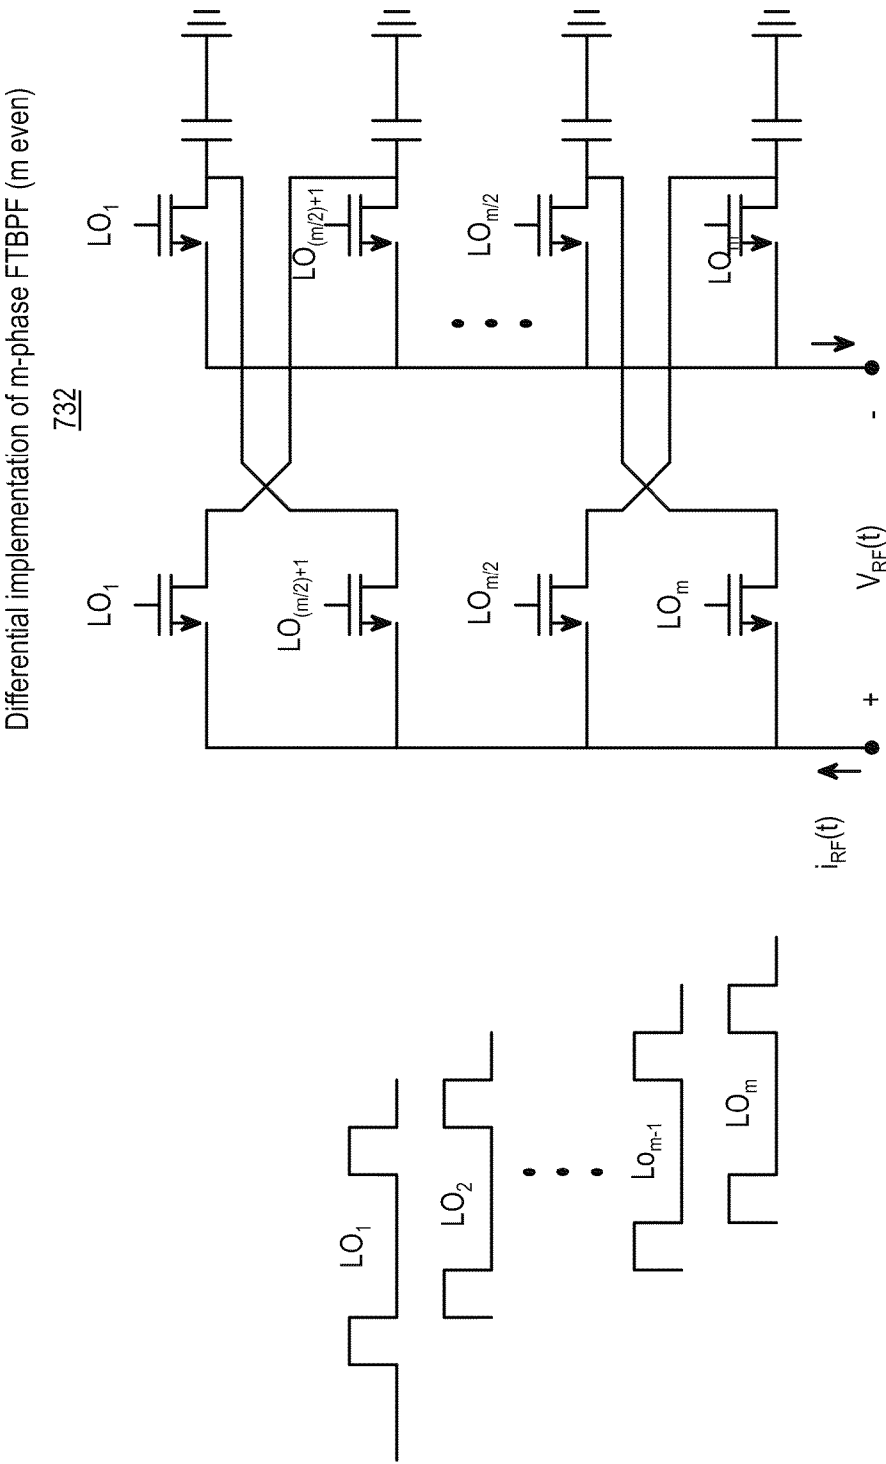 Differential implementation of m-phase FTBPF (m even)
732
LO1
LO(m/2)+1
LOm/2
LOm
LO1
LO(m/2)+1
LOm/2
LOm
-
VRF(t)
+
iRF(t)
LO1
LO2
Lom-1
LOm